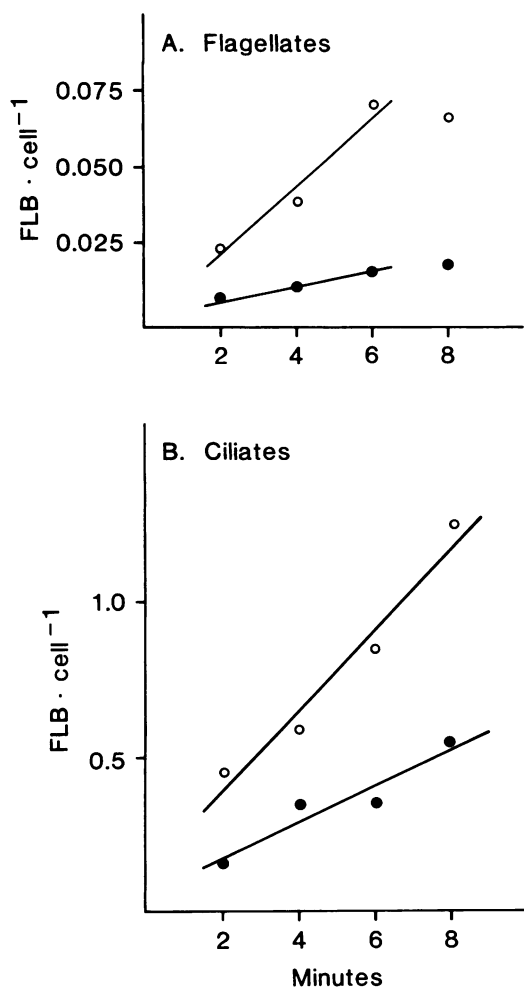 A. Flagellates
0.075
0.050
0.025
FLB · cell⁻¹
2 4 6 8
B. Ciliates
1.0
0.5
FLB · cell⁻¹
2 4 6 8
Minutes